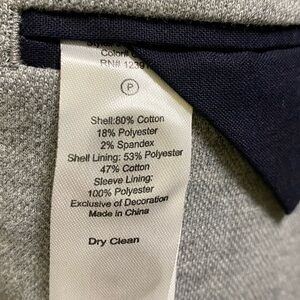 RN# 1239
P
Shell:80% Cotton
18% Polyester
2% Spandex
Shell Lining: 53% Polyester
47% Cotton
Sleeve Lining:
100% Polyester
Exclusive of Decoration
Made in China
Dry Clean